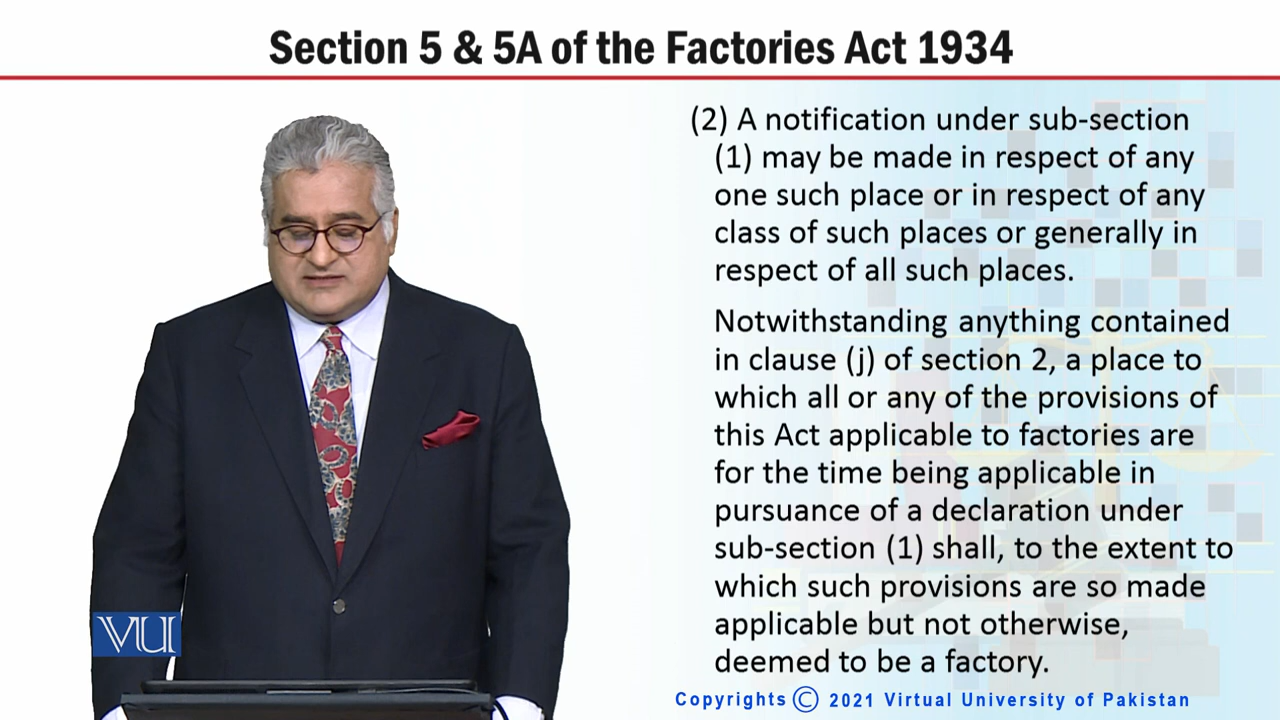 Section 5 & 5A of the Factories Act 1934
(2) A notification under sub-section
(1) may be made in respect of any
one such place or in respect of any
class of such places or generally in
respect of all such places.
Notwithstanding anything contained
in clause (j) of section 2, a place to
which all or any of the provisions of
this Act applicable to factories are
for the time being applicable in
pursuance of a declaration under
sub-section (1) shall, to the extent to
which such provisions are so made
applicable but not otherwise,
deemed to be a factory.
VU
Copyrights © 2021 Virtual University of Pakistan